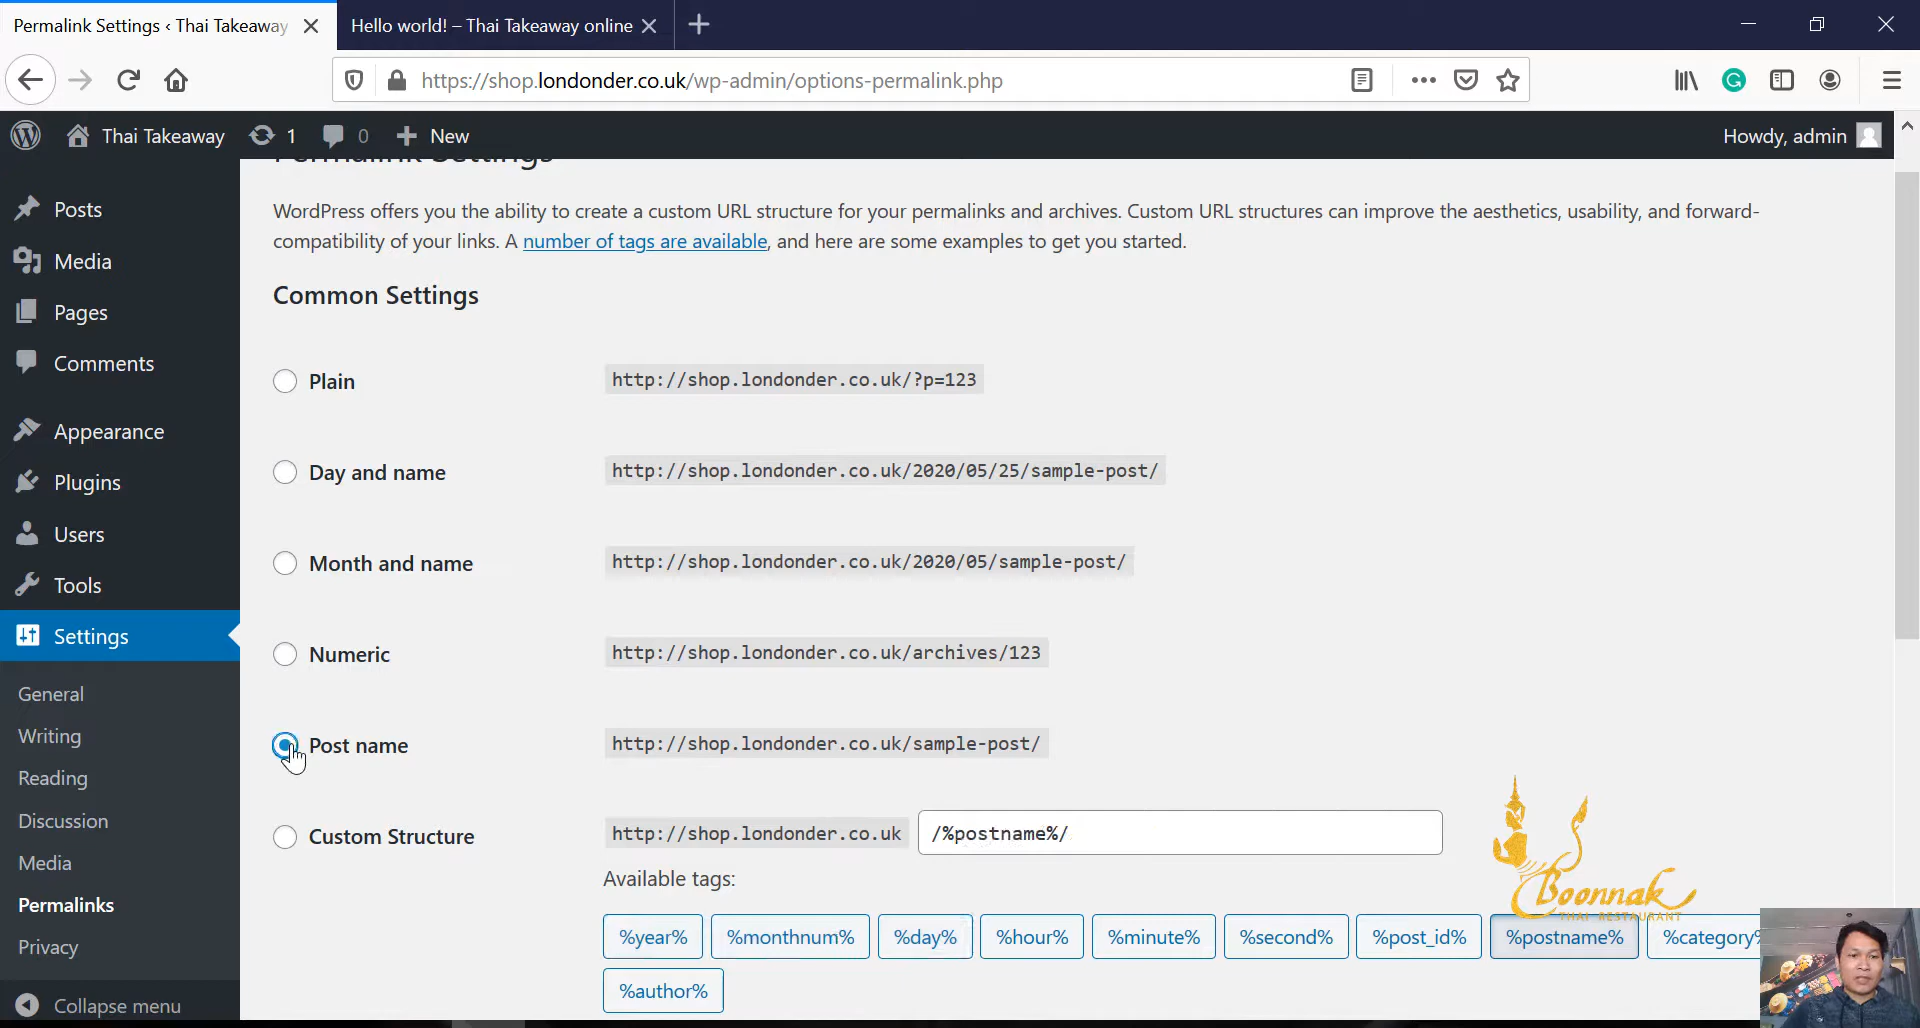 Permalink Settings ‹ Thai Takeaway
Hello world! – Thai Takeaway online
https://shop.londonder.co.uk/wp-admin/options-permalink.php
Thai Takeaway
1
0
New
Howdy, admin
Posts
Media
Pages
Comments
Appearance
Plugins
Users
Tools
Settings
General
Writing
Reading
Discussion
Media
Permalinks
Privacy
Collapse menu
Permalink Settings
WordPress offers you the ability to create a custom URL structure for your permalinks and archives. Custom URL structures can improve the aesthetics, usability, and forward-
compatibility of your links. A number of tags are available, and here are some examples to get you started.
Common Settings
Plain http://shop.londonder.co.uk/?p=123
Day and name http://shop.londonder.co.uk/2020/05/25/sample-post/
Month and name http://shop.londonder.co.uk/2020/05/sample-post/
Numeric http://shop.londonder.co.uk/archives/123
Post name http://shop.londonder.co.uk/sample-post/
Custom Structure http://shop.londonder.co.uk /%postname%/
Available tags:
%year% %monthnum% %day% %hour% %minute% %second% %post_id% %postname% %category%
%author%
Boonnak
THAI RESTAURANT